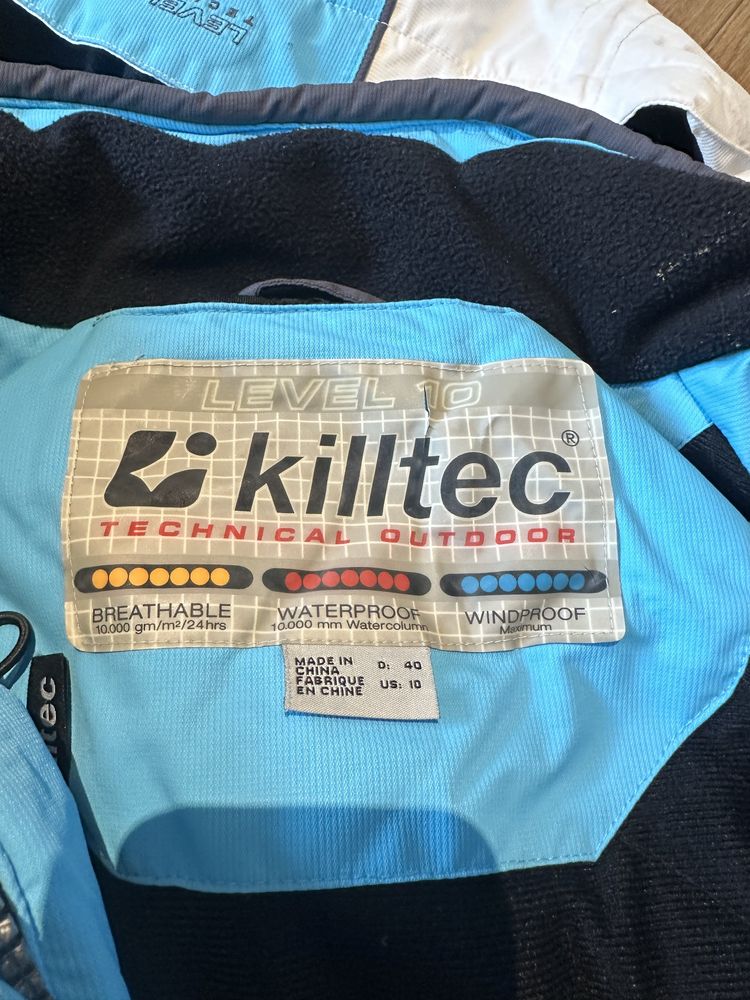 LEVEL
LEVEL 10
killtec®
TECHNICAL OUTDOOR
BREATHABLE
10.000 gm/m²/24hrs
WATERPROOF
10.000 mm Watercolumn
WINDPROOF
Maximum
MADE IN
CHINA
FABRIQUE
EN CHINE
D: 40
US: 10